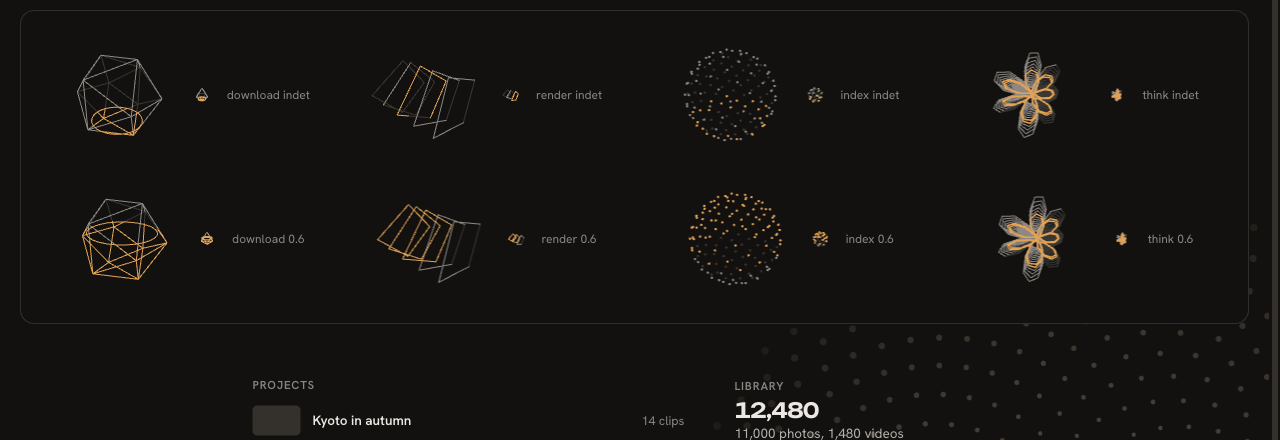 download indet
render indet
index indet
think indet
download 0.6
render 0.6
index 0.6
think 0.6
PROJECTS
Kyoto in autumn
14 clips
LIBRARY
12,480
11,000 photos, 1,480 videos